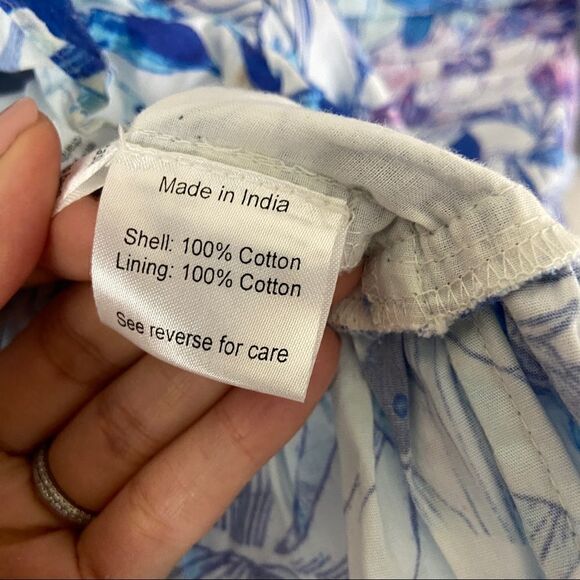 Made in India
Shell: 100% Cotton
Lining: 100% Cotton
See reverse for care